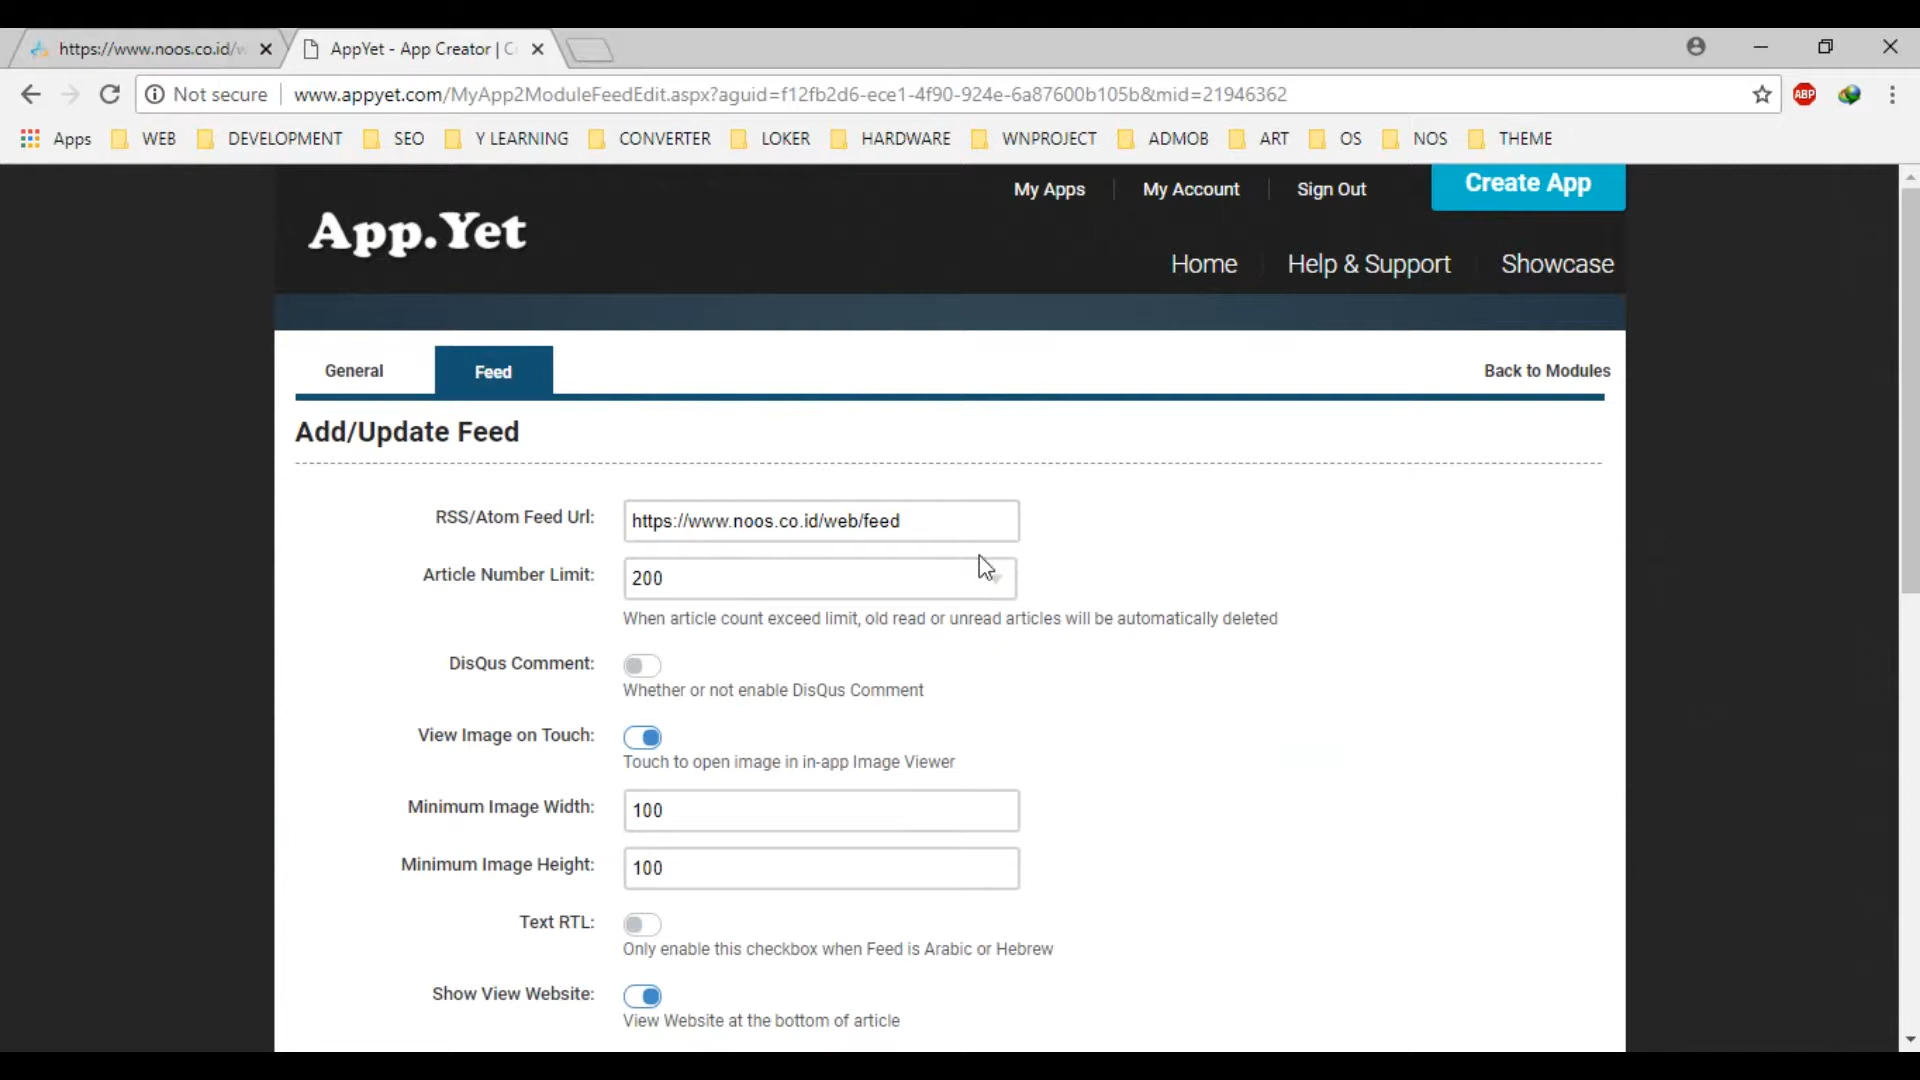 https://www.noos.co.id/w
AppYet - App Creator | C
Not secure
www.appyet.com/MyApp2ModuleFeedEdit.aspx?aguid=f12fb2d6-ece1-4f90-924e-6a87600b105b&mid=21946362
ABP
Apps WEB DEVELOPMENT SEO Y LEARNING CONVERTER LOKER HARDWARE WNPROJECT ADMOB ART OS NOS THEME
My Apps My Account Sign Out Create App
App.Yet
Home Help & Support Showcase
General Feed Back to Modules
Add/Update Feed
RSS/Atom Feed Url: https://www.noos.co.id/web/feed
Article Number Limit: 200
When article count exceed limit, old read or unread articles will be automatically deleted
DisQus Comment:
Whether or not enable DisQus Comment
View Image on Touch:
Touch to open image in in-app Image Viewer
Minimum Image Width: 100
Minimum Image Height: 100
Text RTL:
Only enable this checkbox when Feed is Arabic or Hebrew
Show View Website:
View Website at the bottom of article